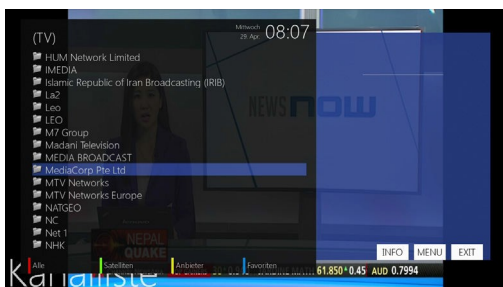 (TV)
Mittwoch
29. Apr. 08:07
HUM Network Limited
IMEDIA
Islamic Republic of Iran Broadcasting (IRIB)
La2
Leo
LEO
M7 Group
Madani Television
MEDIA BROADCAST
MediaCorp Pte Ltd
MTV Networks
MTV Networks Europe
NATGEO
NC
Net 1
NHK
NEWS NOW
NEPAL
QUAKE
INFO MENU EXIT
Alle Satelliten Anbieter Favoriten
Kanalliste
61.850 0.45 AUD 0.7994